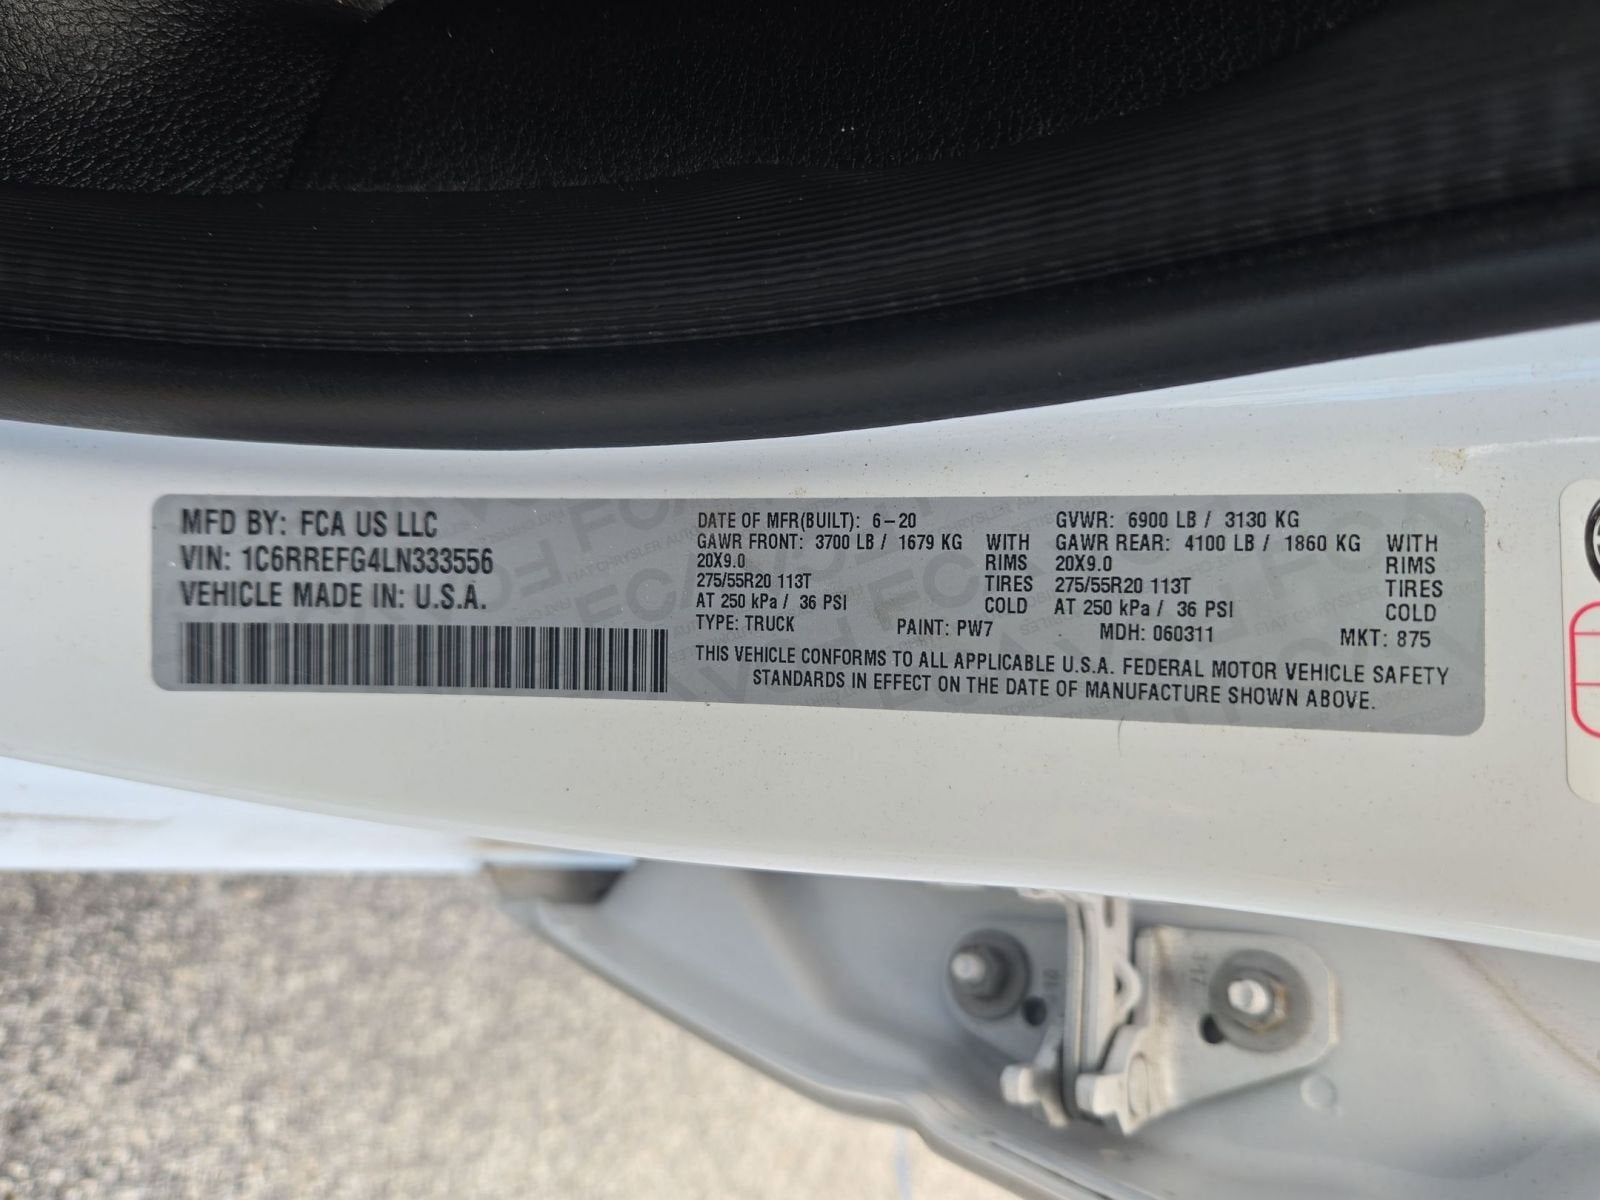 MFD BY: FCA US LLC
VIN: 1C6RREFG4LN333556
VEHICLE MADE IN: U.S.A.
DATE OF MFR(BUILT): 6-20
GAWR FRONT: 3700 LB / 1679 KG WITH
20X9.0 RIMS
275/55R20 113T TIRES
AT 250 kPa / 36 PSI COLD
GVWR: 6900 LB / 3130 KG
GAWR REAR: 4100 LB / 1860 KG WITH
20X9.0 RIMS
275/55R20 113T TIRES
AT 250 kPa / 36 PSI COLD
TYPE: TRUCK PAINT: PW7 MDH: 060311 MKT: 875
THIS VEHICLE CONFORMS TO ALL APPLICABLE U.S.A. FEDERAL MOTOR VEHICLE SAFETY
STANDARDS IN EFFECT ON THE DATE OF MANUFACTURE SHOWN ABOVE.